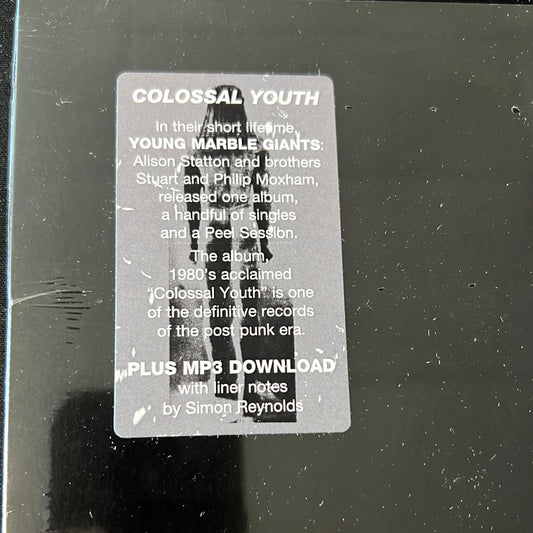 COLOSSAL YOUTH
In their short lifetime,
YOUNG MARBLE GIANTS:
Alison Statton and brothers
Stuart and Philip Moxham,
released one album,
a handful of singles
and a Peel Session.
The album,
1980's acclaimed
"Colossal Youth" is one
of the definitive records
of the post punk era.
PLUS MP3 DOWNLOAD
with liner notes
by Simon Reynolds